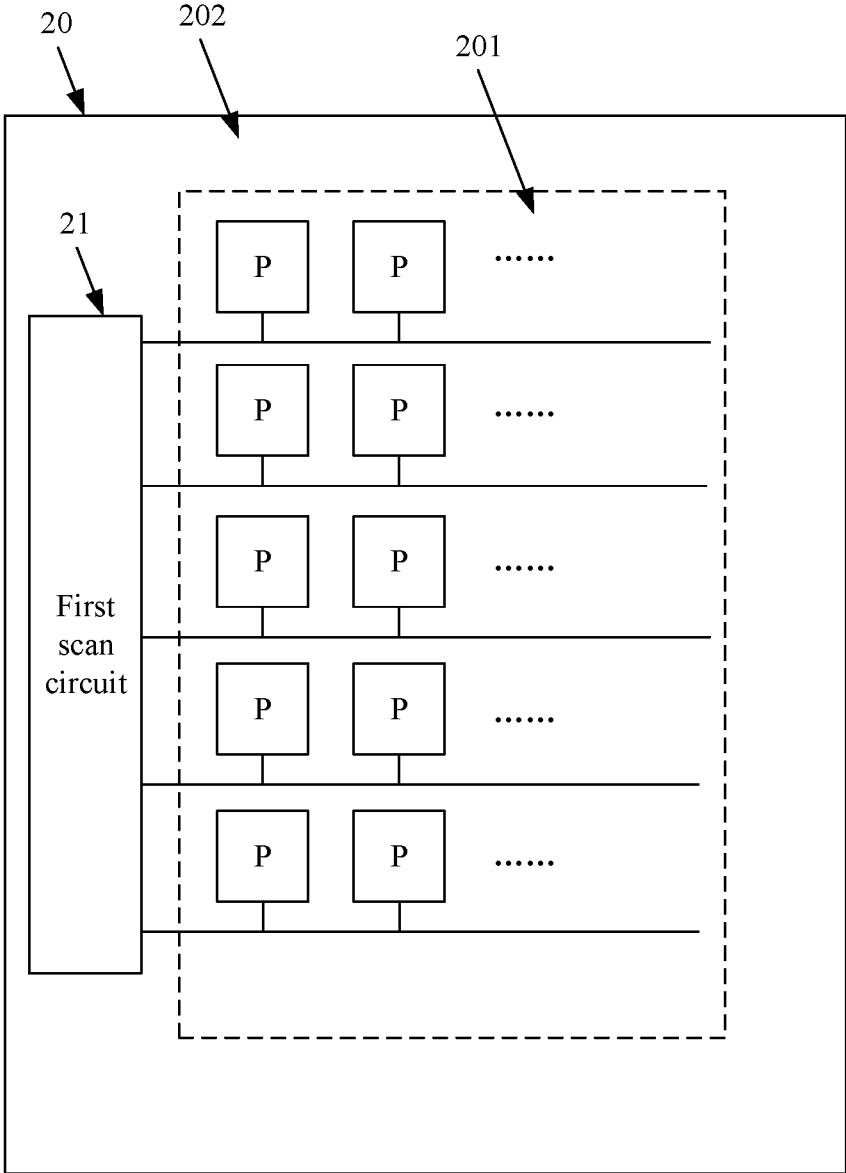 20
202
201
21
P P ......
P P ......
P P ......
First
scan
circuit
P P ......
P P ......